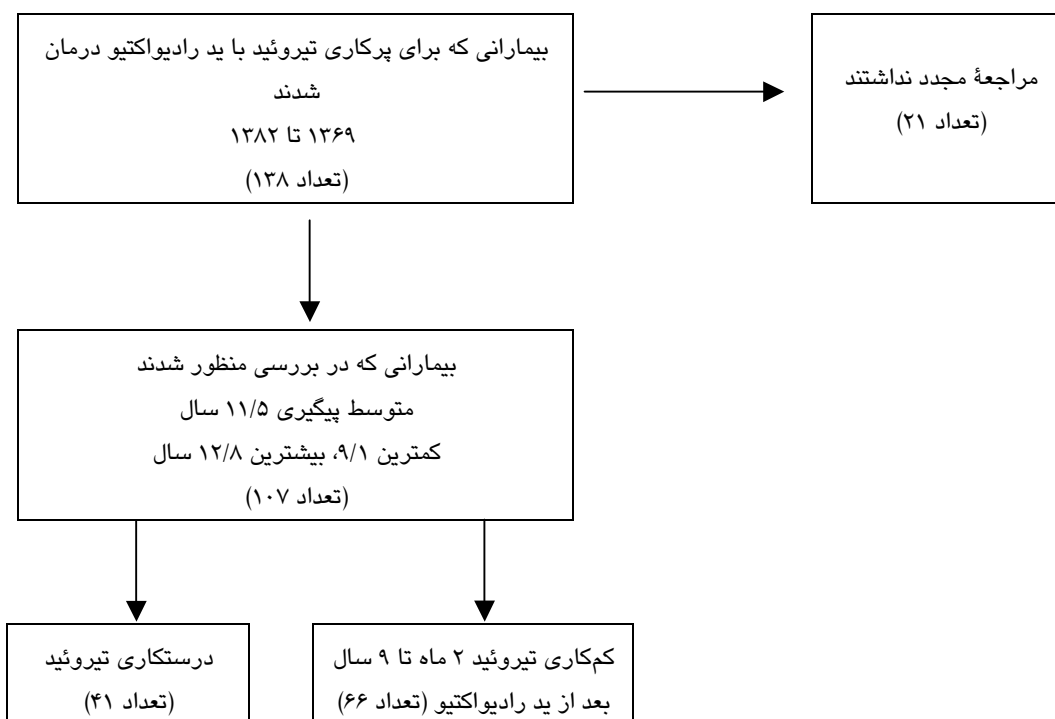 بیمارانی که برای پرکاری تیروئید با ید رادیواکتیو درمان
شدند
۱۳۶۹ تا ۱۳۸۲
(تعداد ۱۳۸)
مراجعهٔ مجدد نداشتند
(تعداد ۲۱)
بیمارانی که در بررسی منظور شدند
متوسط پیگیری ۱۱/۵ سال
کمترین ۹/۱، بیشترین ۱۲/۸ سال
(تعداد ۱۰۷)
کم‌کاری تیروئید ۲ ماه تا ۹ سال
بعد از ید رادیواکتیو (تعداد ۶۶)
درستکاری تیروئید
(تعداد ۴۱)